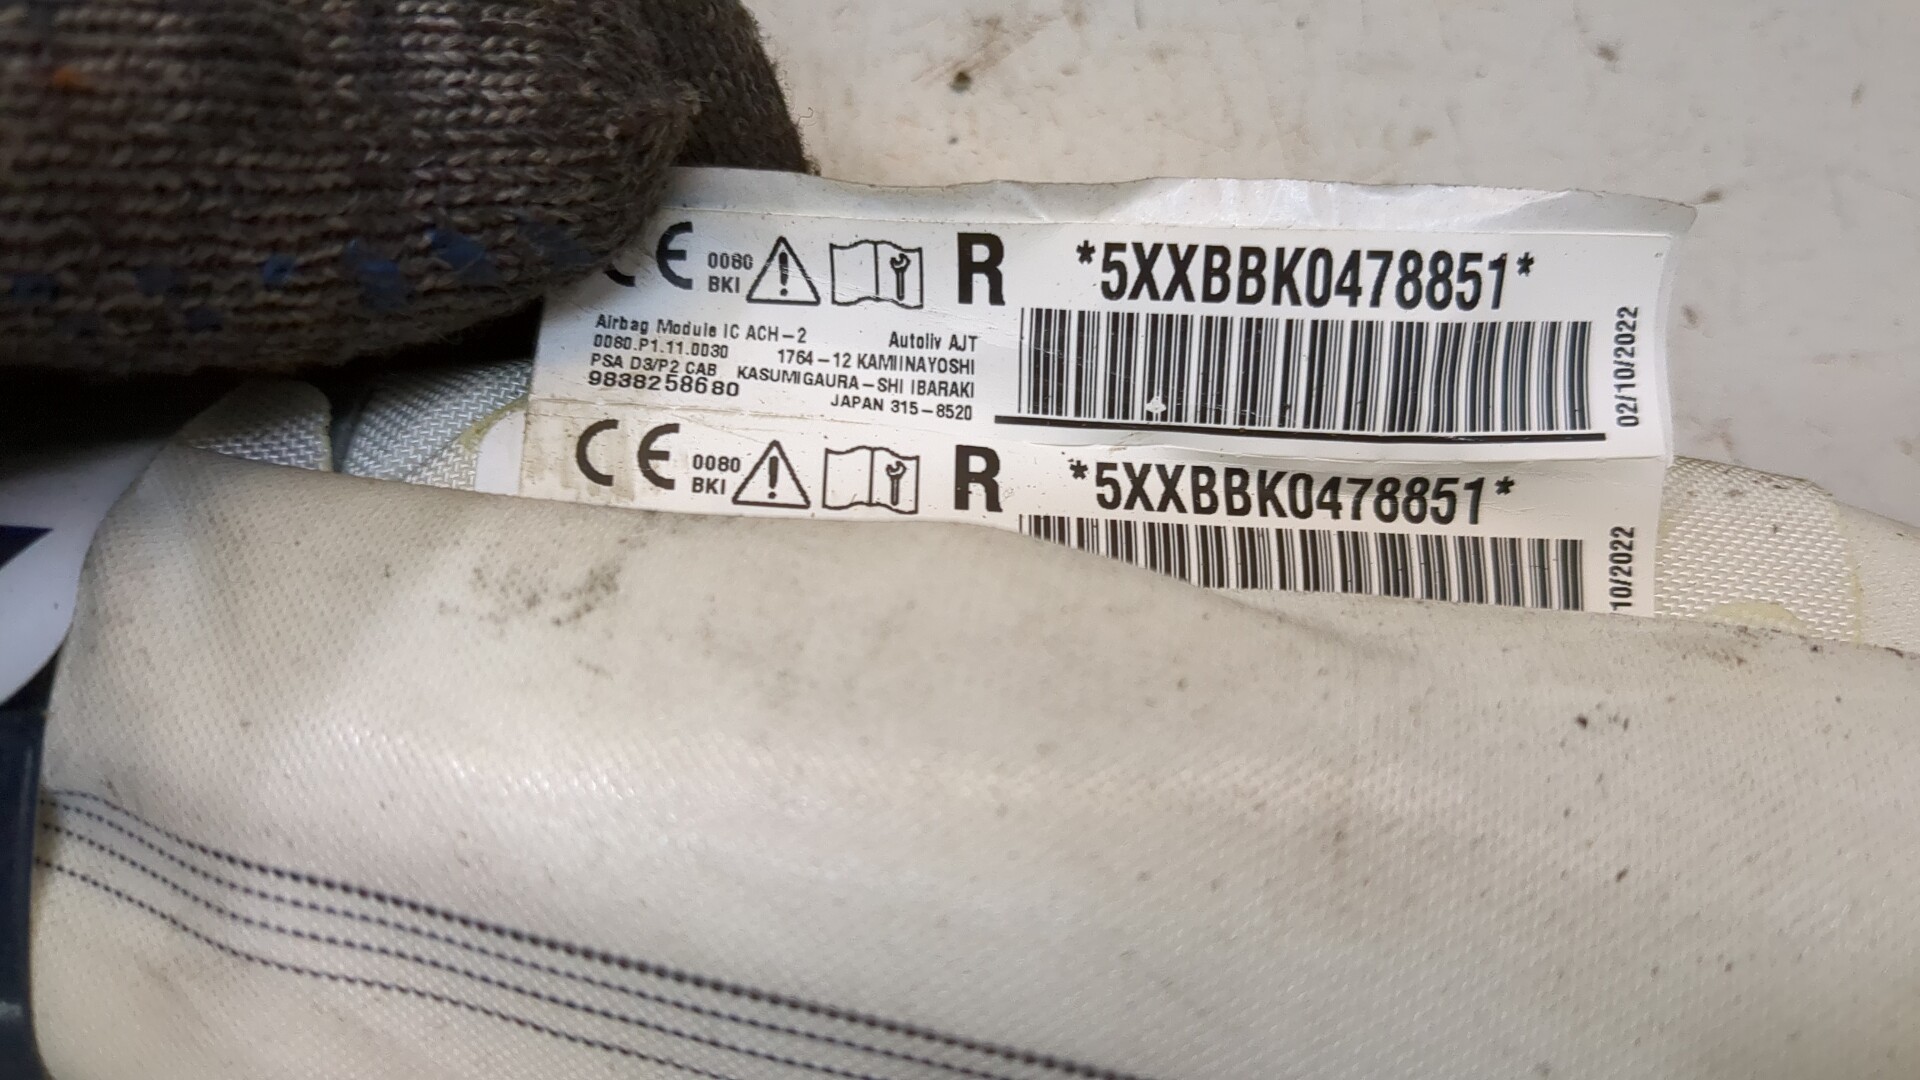 CE 0080 BKI R *5XXBBK0478851*
Airbag Module IC ACH-2
0080.P1.11.0030
PSA D3/P2 CAB
9838258680
Autoliv AJT
1764-12 KAMIINAYOSHI
KASUMIGAURA-SHI IBARAKI
JAPAN 315-8520
02/10/2022
CE 0080 BKI R *5XXBBK0478851*
10/2022